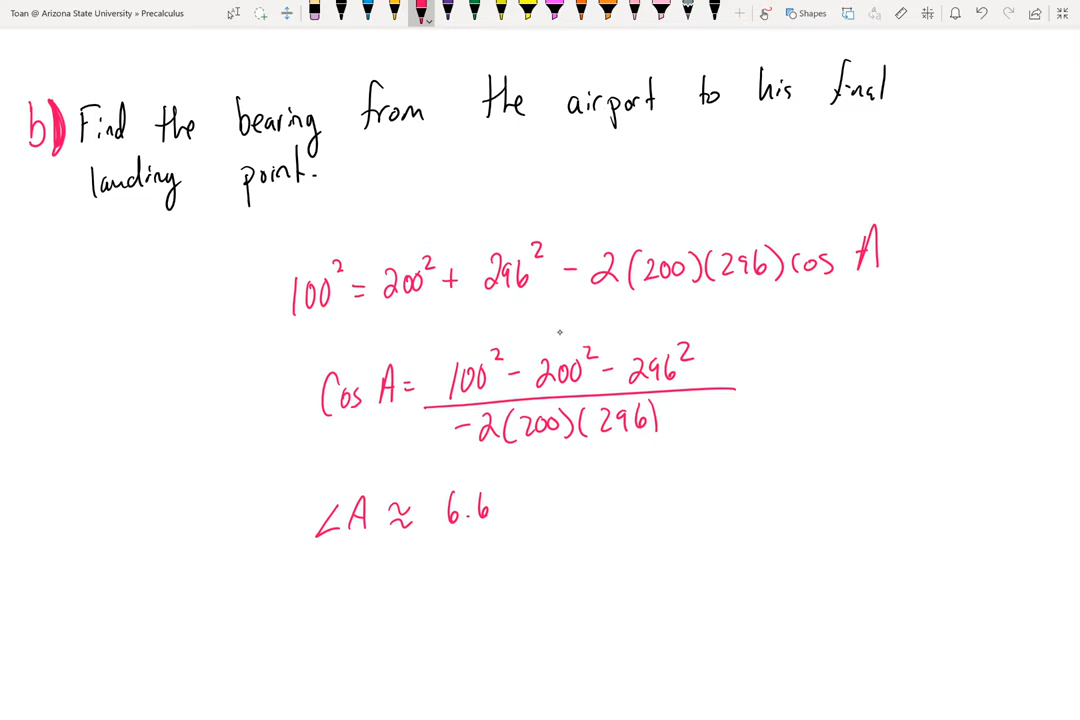 Toan @ Arizona State University » Precalculus
Shapes
b) Find the bearing from the airport to his final
landing point.
100² = 200² + 296² - 2(200)(296)cos A
Cos A = 100² - 200² - 296²
-2(200)(296)
∠A ≈ 6.6